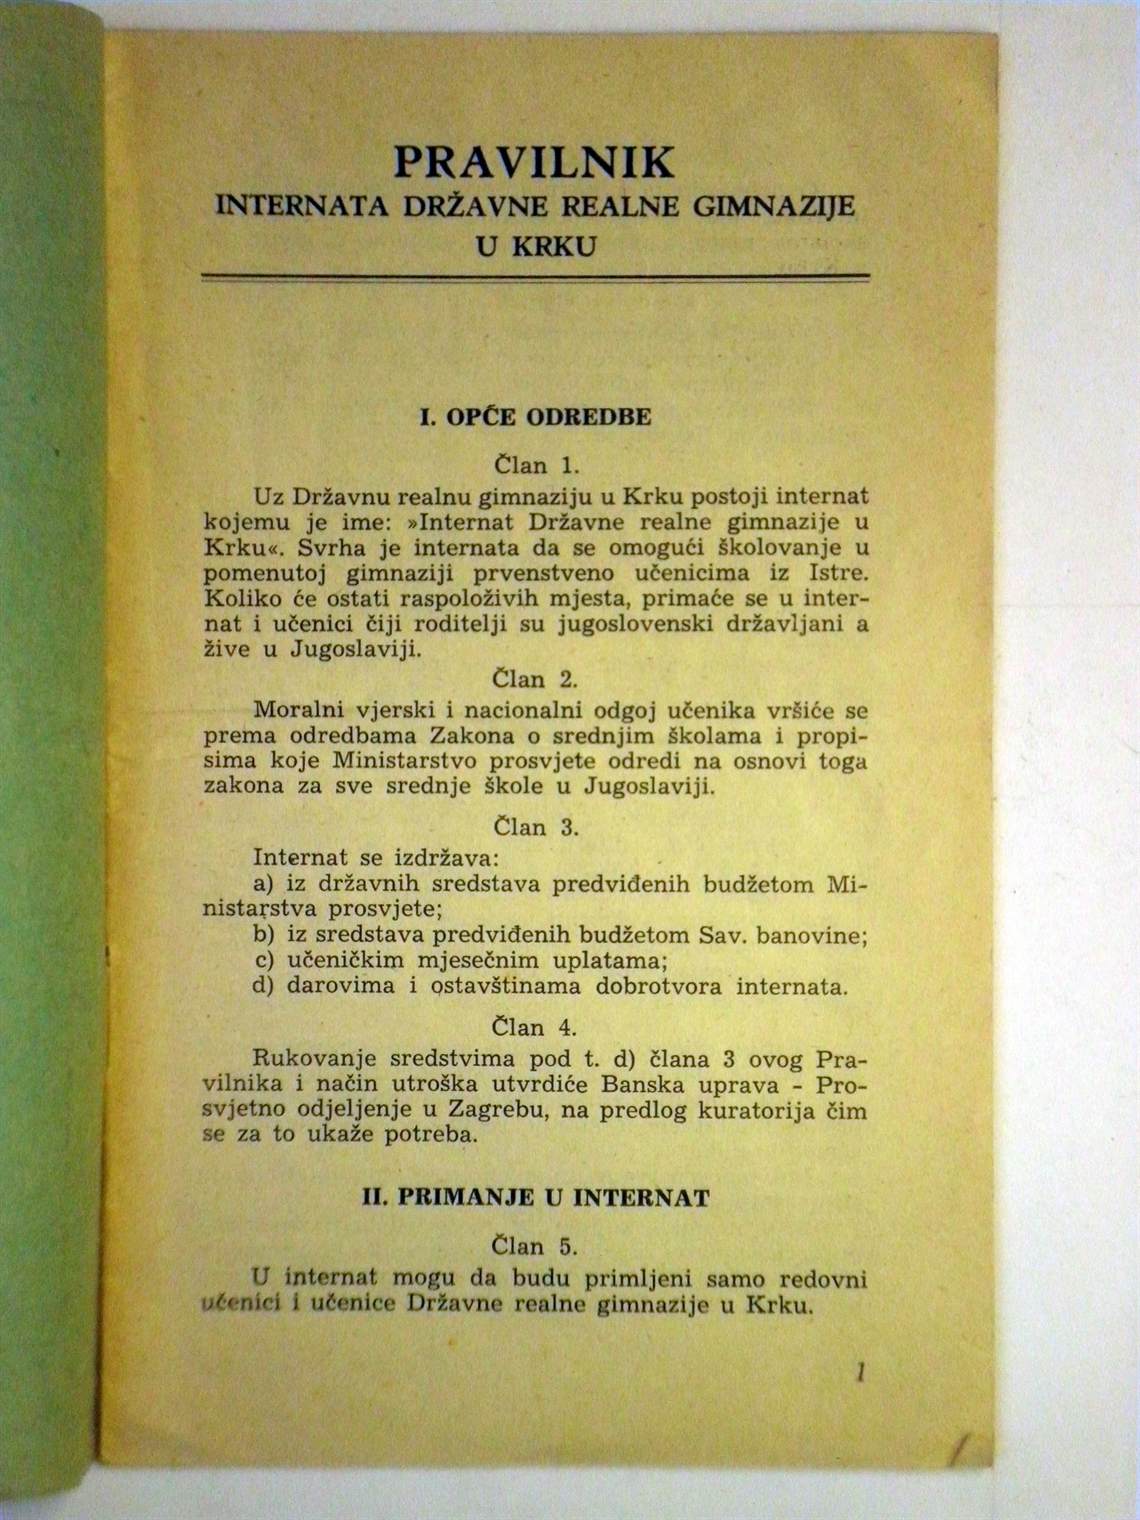 PRAVILNIK
INTERNATA DRŽAVNE REALNE GIMNAZIJE
U KRKU
I. OPĆE ODREDBE
Član 1.
Uz Državnu realnu gimnaziju u Krku postoji internat
kojemu je ime: »Internat Državne realne gimnazije u
Krku«. Svrha je internata da se omogući školovanje u
pomenutoj gimnaziji prvenstveno učenicima iz Istre.
Koliko će ostati raspoloživih mjesta, primaće se u inter-
nat i učenici čiji roditelji su jugoslovenski državljani a
žive u Jugoslaviji.
Član 2.
Moralni vjerski i nacionalni odgoj učenika vršiće se
prema odredbama Zakona o srednjim školama i propi-
sima koje Ministarstvo prosvjete odredi na osnovi toga
zakona za sve srednje škole u Jugoslaviji.
Član 3.
Internat se izdržava:
a) iz državnih sredstava predviđenih budžetom Mi-
nistarstva prosvjete;
b) iz sredstava predviđenih budžetom Sav. banovine;
c) učeničkim mjesečnim uplatama;
d) darovima i ostavštinama dobrotvora internata.
Član 4.
Rukovanje sredstvima pod t. d) člana 3 ovog Pra-
vilnika i način utroška utvrdiće Banska uprava - Pro-
svjetno odjeljenje u Zagrebu, na predlog kuratorija čim
se za to ukaže potreba.
II. PRIMANJE U INTERNAT
Član 5.
U internat mogu da budu primljeni samo redovni
učenici i učenice Državne realne gimnazije u Krku.
1